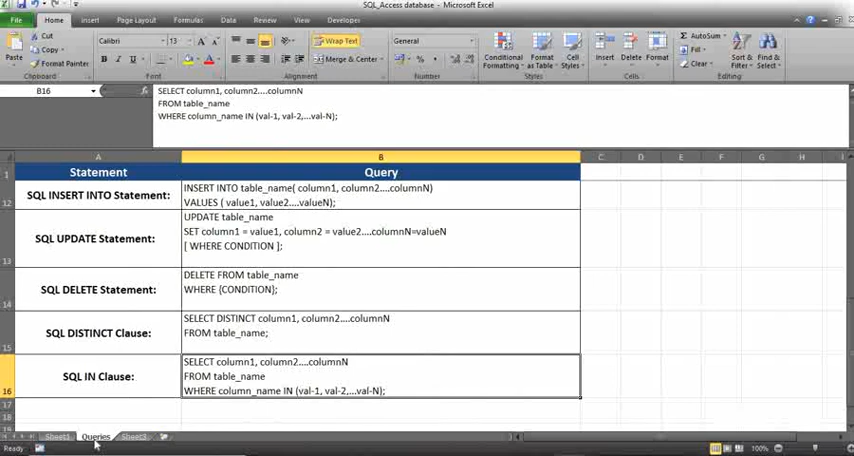 SQL_Access database - Microsoft Excel
File Home Insert Page Layout Formulas Data Review View Developer
Cut
Copy
Format Painter
Paste
Clipboard
Calibri 13
Font
Wrap Text
Merge & Center
Alignment
General
Number
Conditional Formatting
Format as Table
Cell Styles
Styles
Insert Delete Format
Cells
AutoSum
Fill
Clear
Sort & Filter
Find & Select
Editing
B16
SELECT column1, column2....columnN
FROM table_name
WHERE column_name IN (val-1, val-2,...val-N);
A B C D E F G H I
1 Statement Query
12 SQL INSERT INTO Statement:
INSERT INTO table_name( column1, column2....columnN)
VALUES ( value1, value2....valueN);
13 SQL UPDATE Statement:
UPDATE table_name
SET column1 = value1, column2 = value2....columnN=valueN
[ WHERE CONDITION ];
14 SQL DELETE Statement:
DELETE FROM table_name
WHERE {CONDITION};
15 SQL DISTINCT Clause:
SELECT DISTINCT column1, column2....columnN
FROM table_name;
16 SQL IN Clause:
SELECT column1, column2....columnN
FROM table_name
WHERE column_name IN (val-1, val-2,...val-N);
17
18
Sheet1 Queries Sheet3
Ready
100%